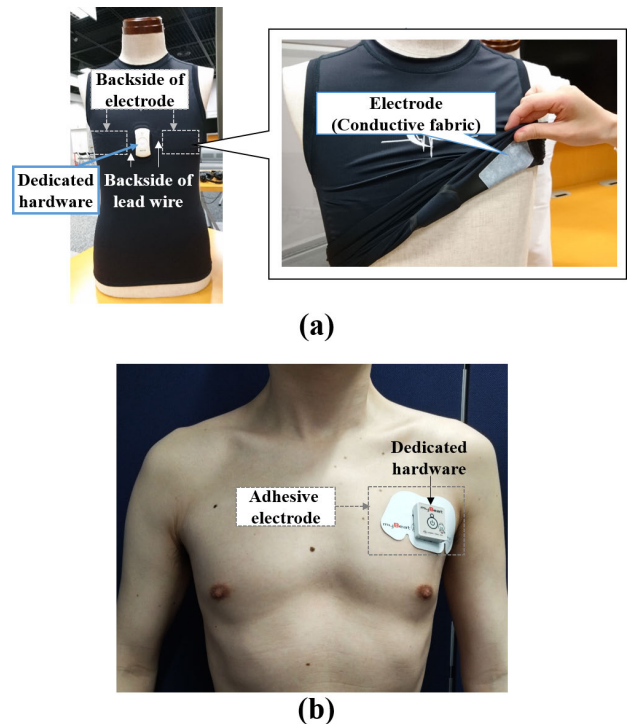 Backside of
electrode
Dedicated
hardware
Backside of
lead wire
Electrode
(Conductive fabric)
(a)
Dedicated
hardware
Adhesive
electrode
(b)